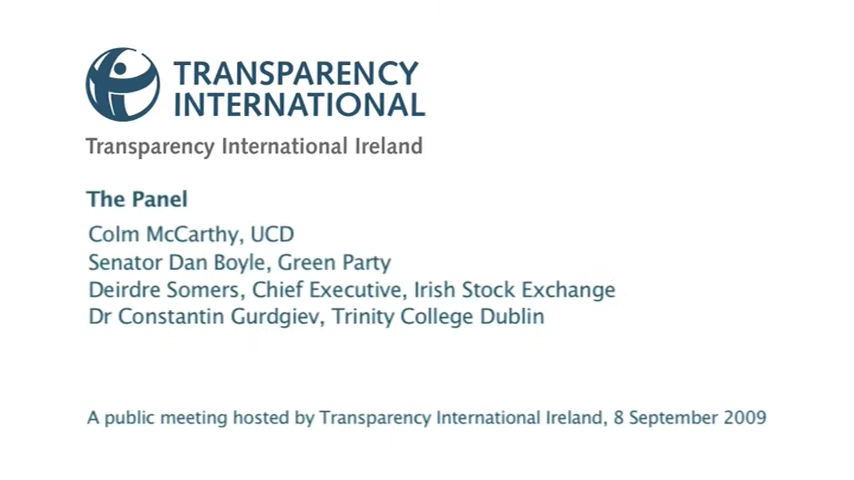 TRANSPARENCY
INTERNATIONAL
Transparency International Ireland
The Panel
Colm McCarthy, UCD
Senator Dan Boyle, Green Party
Deirdre Somers, Chief Executive, Irish Stock Exchange
Dr Constantin Gurdgiev, Trinity College Dublin
A public meeting hosted by Transparency International Ireland, 8 September 2009